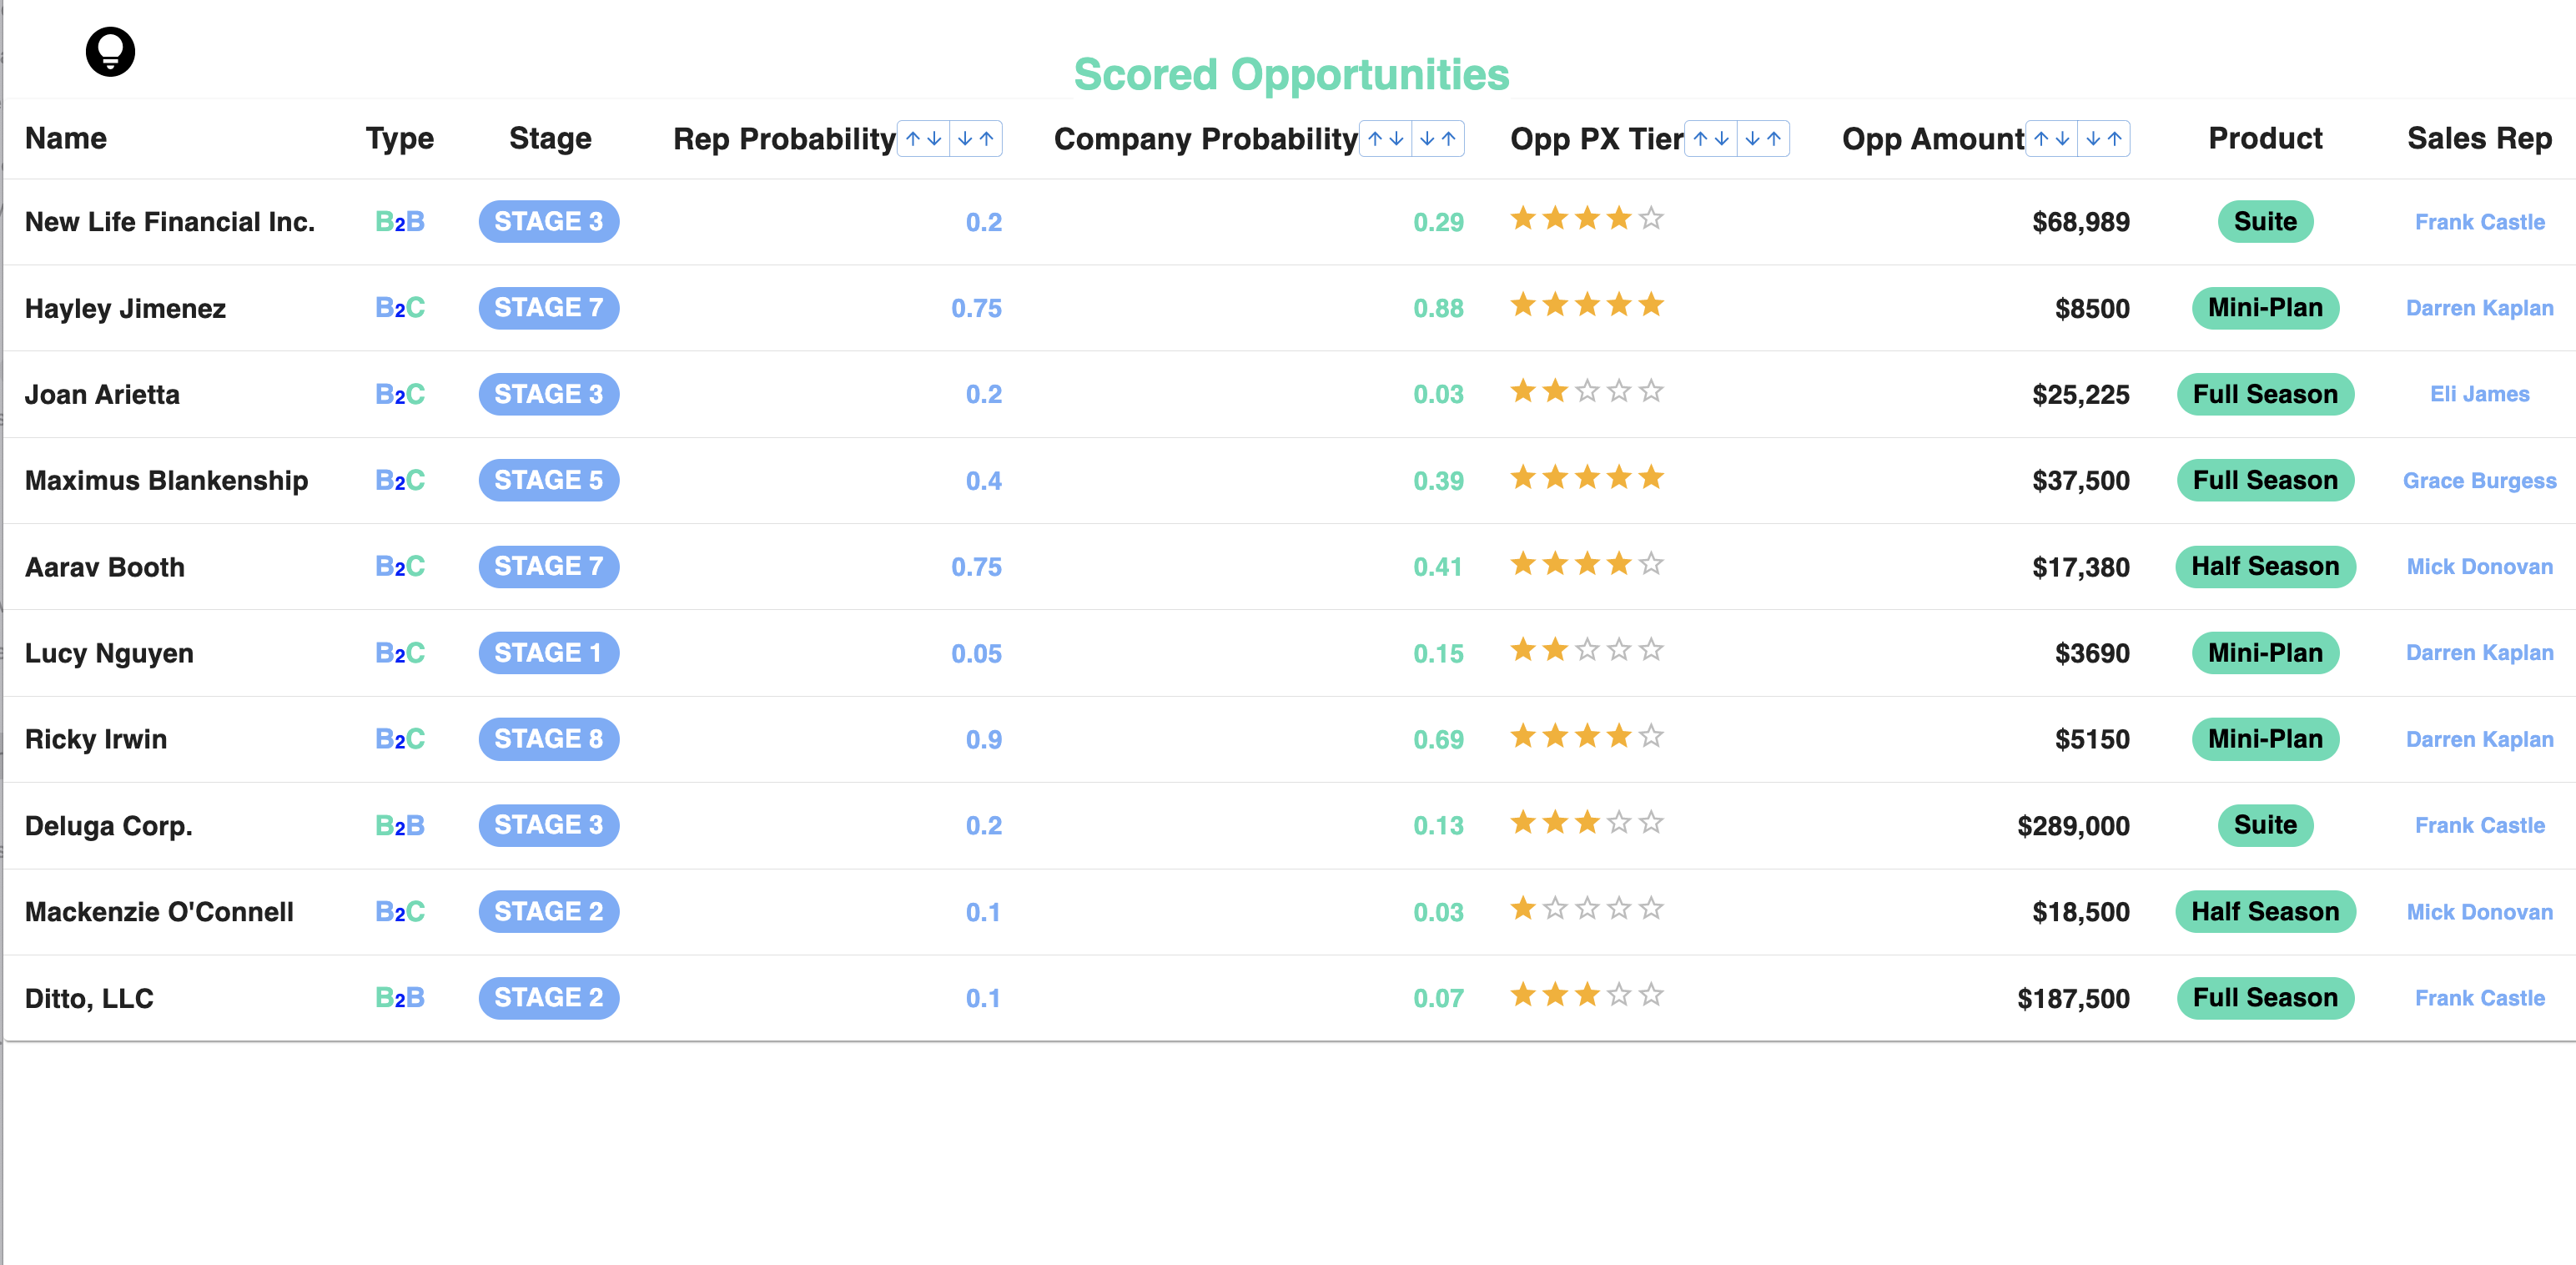 Scored Opportunities
Name Type Stage Rep Probability Company Probability Opp PX Tier Opp Amount Product Sales Rep
New Life Financial Inc. B2B STAGE 3 0.2 0.29 $68,989 Suite Frank Castle
Hayley Jimenez B2C STAGE 7 0.75 0.88 $8500 Mini-Plan Darren Kaplan
Joan Arietta B2C STAGE 3 0.2 0.03 $25,225 Full Season Eli James
Maximus Blankenship B2C STAGE 5 0.4 0.39 $37,500 Full Season Grace Burgess
Aarav Booth B2C STAGE 7 0.75 0.41 $17,380 Half Season Mick Donovan
Lucy Nguyen B2C STAGE 1 0.05 0.15 $3690 Mini-Plan Darren Kaplan
Ricky Irwin B2C STAGE 8 0.9 0.69 $5150 Mini-Plan Darren Kaplan
Deluga Corp. B2B STAGE 3 0.2 0.13 $289,000 Suite Frank Castle
Mackenzie O'Connell B2C STAGE 2 0.1 0.03 $18,500 Half Season Mick Donovan
Ditto, LLC B2B STAGE 2 0.1 0.07 $187,500 Full Season Frank Castle